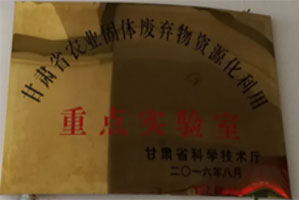 甘肃省农业固体废弃物资源化利用
重点实验室
甘肃省科学技术厅
二〇一六年八月